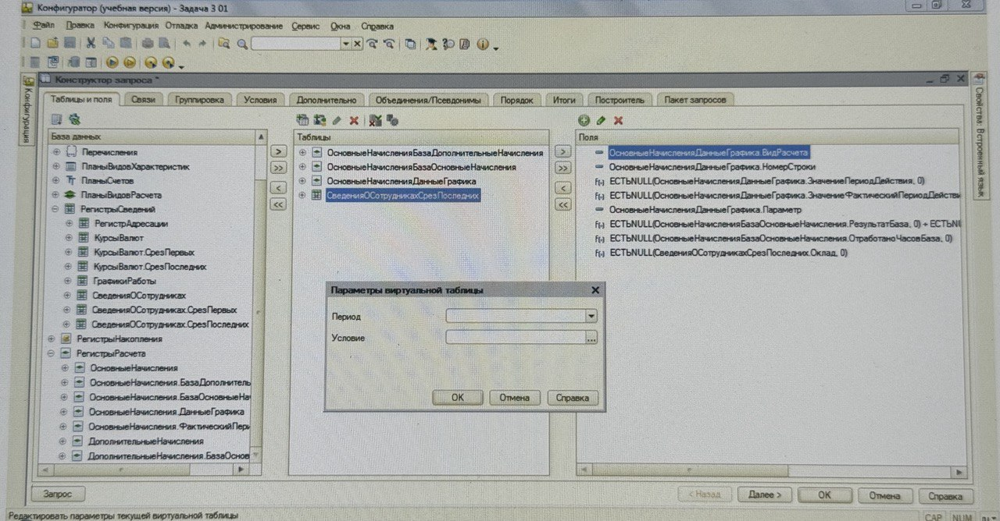 Конфигуратор (учебная версия) - Задача 3 01
Файл Правка Конфигурация Отладка Администрирование Сервис Окна Справка
Конструктор запроса *
Конфигурация
Свойства: Встроенный язык
Таблицы и поля Связи Группировка Условия Дополнительно Объединения/Псевдонимы Порядок Итоги Построитель Пакет запросов
База данных
Перечисления
ПланыВидовХарактеристик
ПланыСчетов
ПланыВидовРасчета
РегистрыСведений
РегистрАдресации
КурсыВалют
КурсыВалют.СрезПервых
КурсыВалют.СрезПоследних
ГрафикиРаботы
СведенияОСотрудниках
СведенияОСотрудниках.СрезПервых
СведенияОСотрудниках.СрезПоследних
РегистрыНакопления
РегистрыРасчета
ОсновныеНачисления
ОсновныеНачисления.БазаДополнитель
ОсновныеНачисления.БазаОсновныеНа
ОсновныеНачисления.ДанныеГрафика
ОсновныеНачисления.ФактическийПери
ДополнительныеНачисления
ДополнительныеНачисления.БазаОснов
> >> < <<
Таблицы
ОсновныеНачисленияБазаДополнительныеНачисления
ОсновныеНачисленияБазаОсновныеНачисления
ОсновныеНачисленияДанныеГрафика
СведенияОСотрудникахСрезПоследних
> >> < <<
Поля
ОсновныеНачисленияДанныеГрафика.ВидРасчета
ОсновныеНачисленияДанныеГрафика.НомерСтроки
ЕСТЬNULL(ОсновныеНачисленияДанныеГрафика.ЗначениеПериодДействия, 0)
ЕСТЬNULL(ОсновныеНачисленияДанныеГрафика.ЗначениеФактическийПериодДействи
ОсновныеНачисленияДанныеГрафика.Параметр
ЕСТЬNULL(ОсновныеНачисленияБазаОсновныеНачисления.РезультатБаза, 0) + ЕСТЬNU
ЕСТЬNULL(ОсновныеНачисленияБазаОсновныеНачисления.ОтработаноЧасовБаза, 0)
ЕСТЬNULL(СведенияОСотрудникахСрезПоследних.Оклад, 0)
Параметры виртуальной таблицы
Период
Условие
...
ОК Отмена Справка
Запрос < Назад Далее > ОК Отмена Справка
Редактировать параметры текущей виртуальной таблицы
CAP NUM